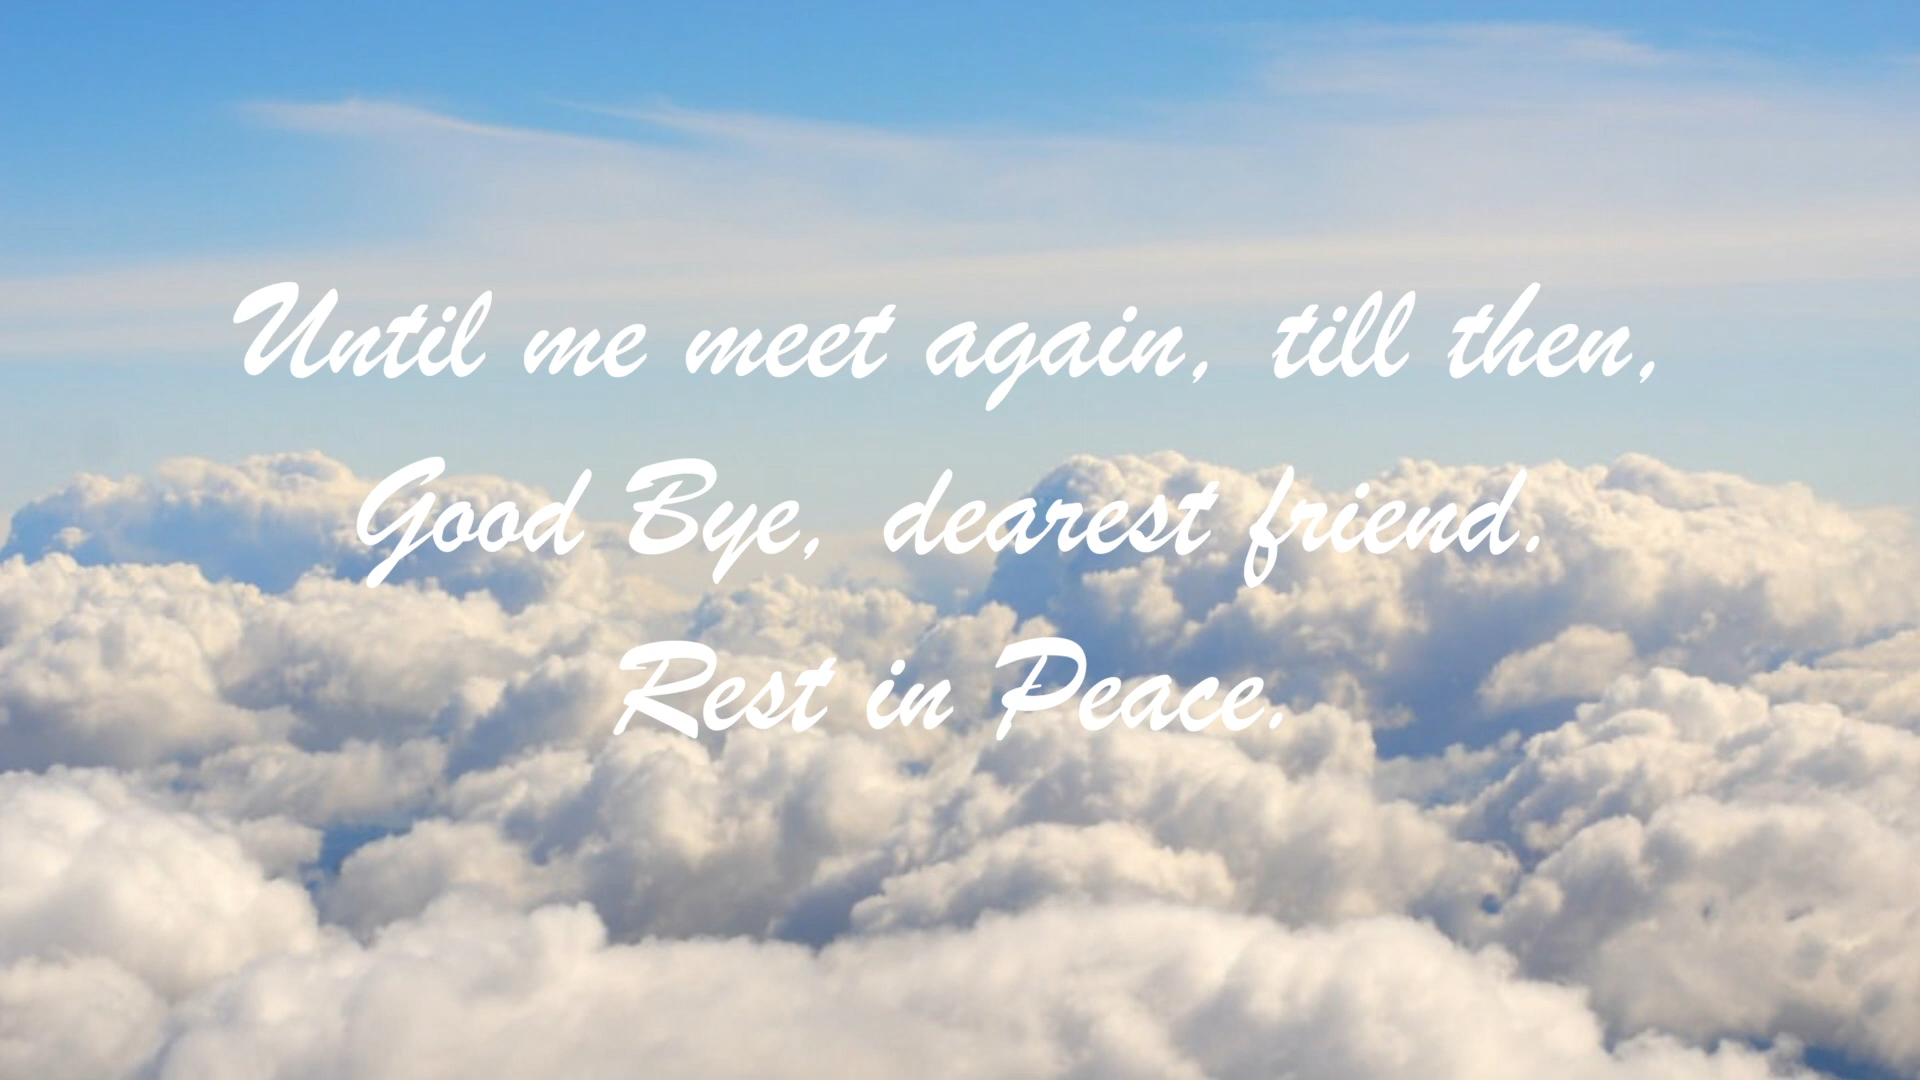 Until me meet again, till then,
Good Bye, dearest friend.
Rest in Peace.